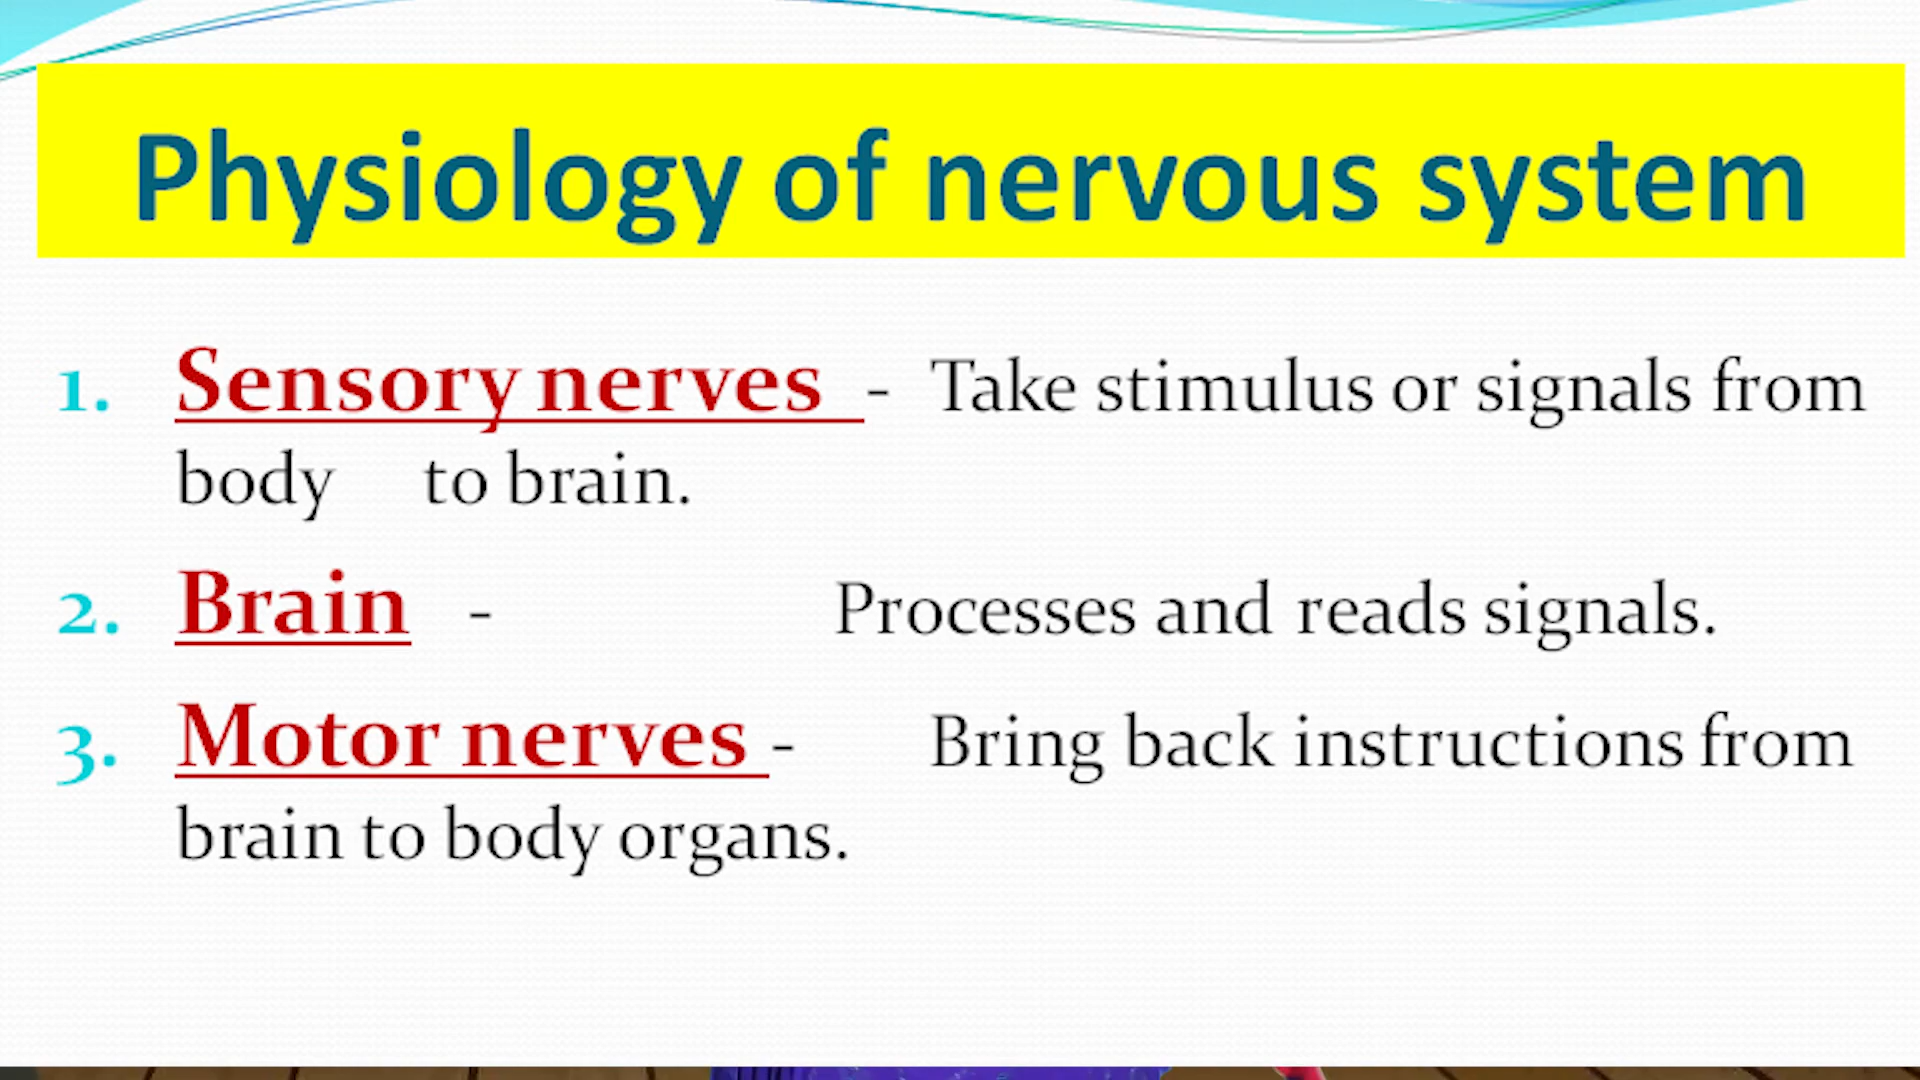 Physiology of nervous system
1. Sensory nerves - Take stimulus or signals from
body to brain.
2. Brain - Processes and reads signals.
3. Motor nerves - Bring back instructions from
brain to body organs.